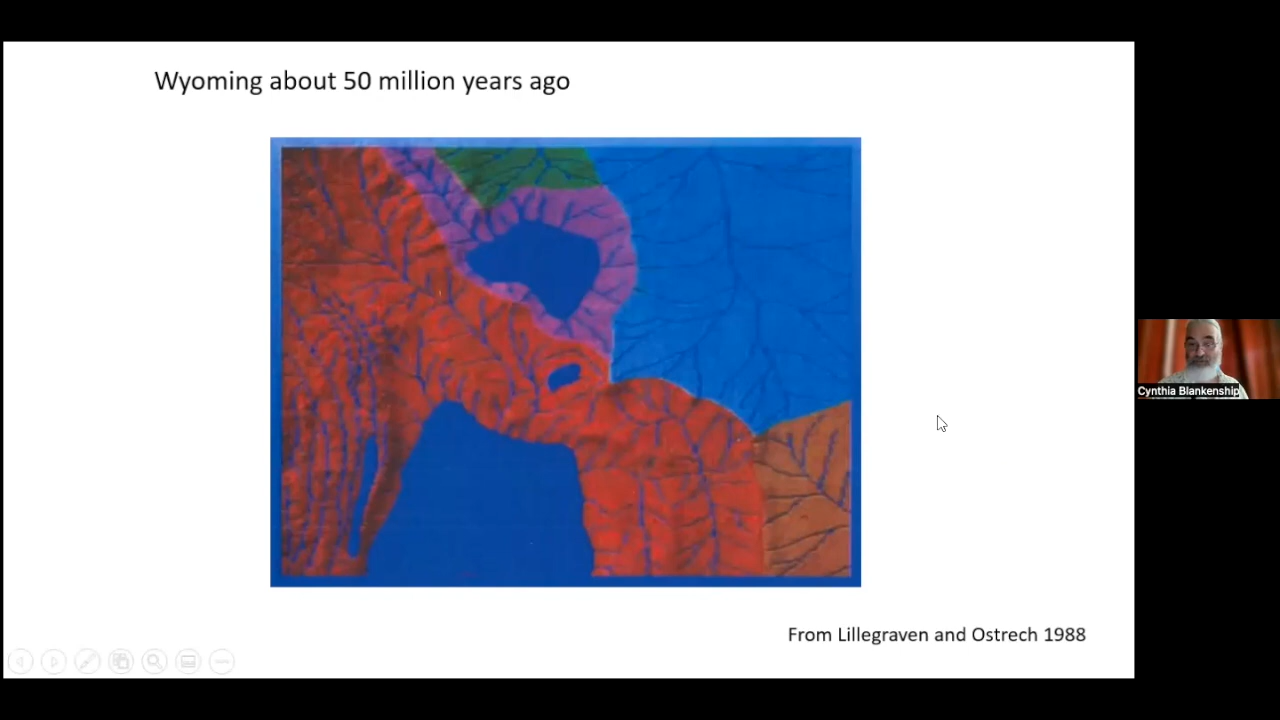 Wyoming about 50 million years ago
Cynthia Blankenship
From Lillegraven and Ostrech 1988